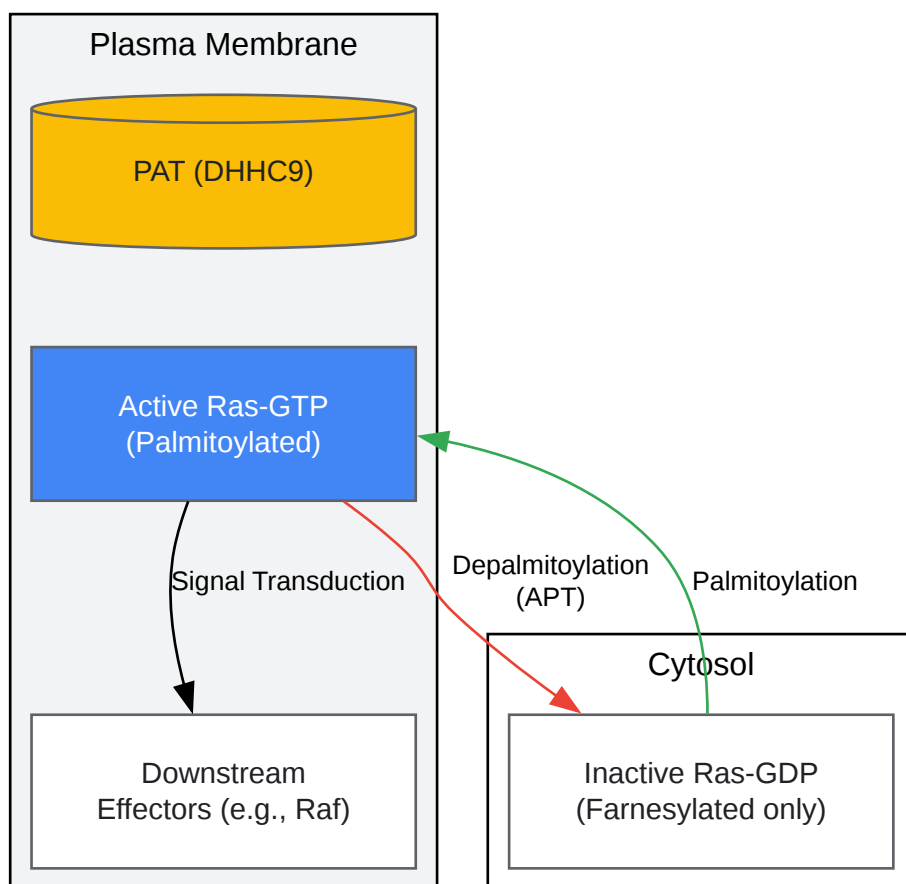 Plasma Membrane
PAT (DHHC9)
Active Ras-GTP
(Palmitoylated)
Signal Transduction
Depalmitoylation
(APT)
Palmitoylation
Cytosol
Downstream
Effectors (e.g., Raf)
Inactive Ras-GDP
(Farnesylated only)